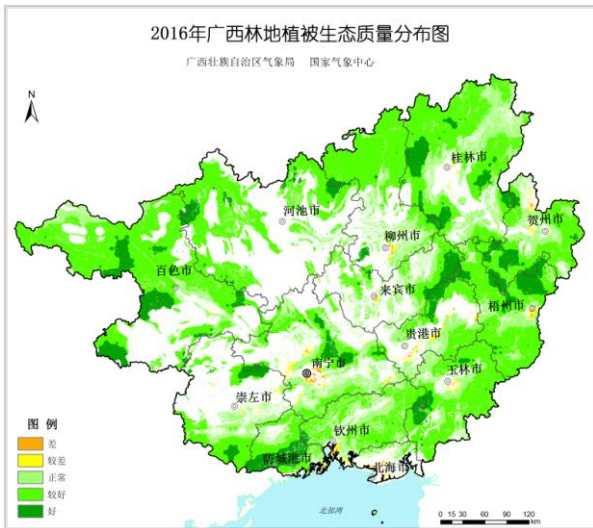 2016年广西林地植被生态质量分布图
广西壮族自治区气象局 国家气象中心
N
桂林市
河池市
贺州市
柳州市
百色市
来宾市
梧州市
贵港市
南宁市
玉林市
崇左市
钦州市
防城港市
北海市
图 例
差
较差
正常
较好
好
北部湾
0 15 30 60 90 120
km